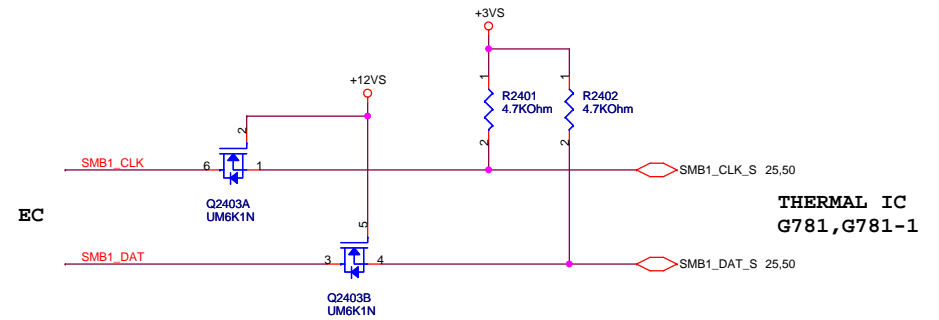 +3VS
+12VS
1
1
R2401
4.7KOhm
R2402
4.7KOhm
2
2
2
SMB1_CLK
6
1
SMB1_CLK_S 25,50
Q2403A
UM6K1N
THERMAL IC
G781,G781-1
EC
5
SMB1_DAT
3
4
SMB1_DAT_S 25,50
Q2403B
UM6K1N